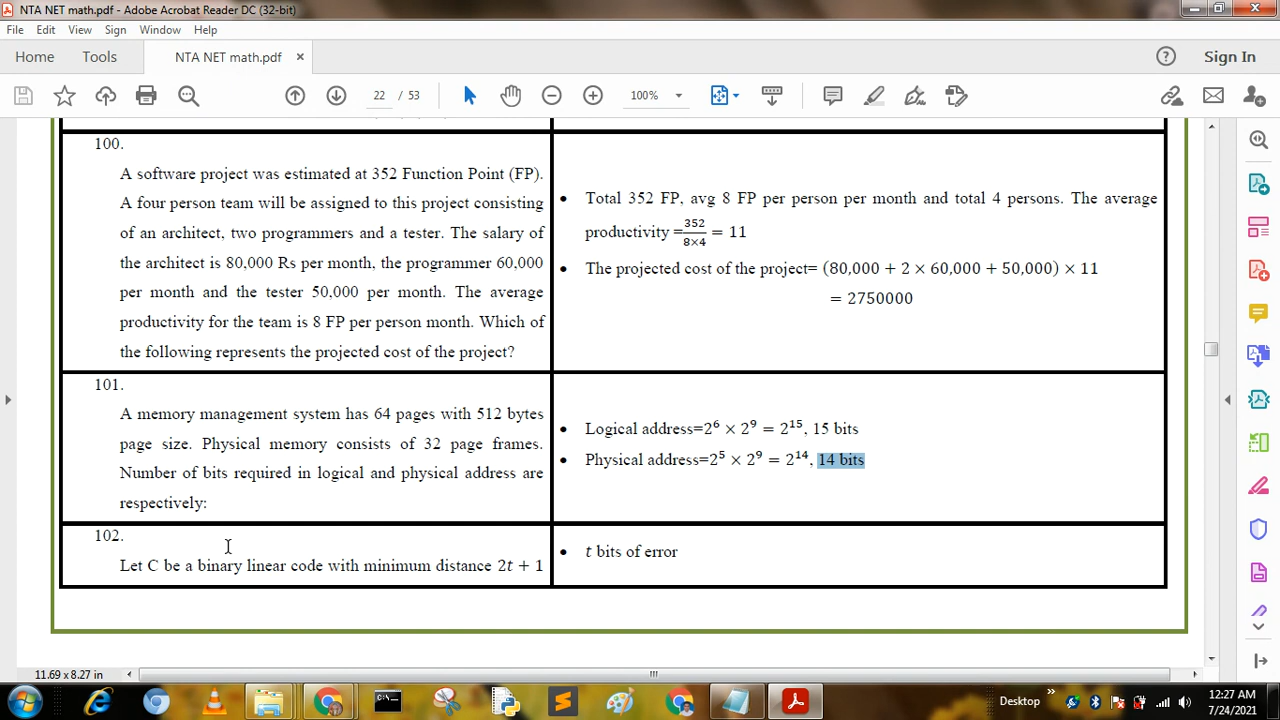 NTA NET math.pdf - Adobe Acrobat Reader DC (32-bit)
File Edit View Sign Window Help
Home Tools NTA NET math.pdf × Sign In
22 / 53 100%
100.
A software project was estimated at 352 Function Point (FP).
A four person team will be assigned to this project consisting
of an architect, two programmers and a tester. The salary of
the architect is 80,000 Rs per month, the programmer 60,000
per month and the tester 50,000 per month. The average
productivity for the team is 8 FP per person month. Which of
the following represents the projected cost of the project?
• Total 352 FP, avg 8 FP per person per month and total 4 persons. The average
productivity =352/(8×4) = 11
• The projected cost of the project= (80,000 + 2 × 60,000 + 50,000) × 11
= 2750000
101.
A memory management system has 64 pages with 512 bytes
page size. Physical memory consists of 32 page frames.
Number of bits required in logical and physical address are
respectively:
• Logical address=2⁶ × 2⁹ = 2¹⁵, 15 bits
• Physical address=2⁵ × 2⁹ = 2¹⁴, 14 bits
102.
Let C be a binary linear code with minimum distance 2t + 1
• t bits of error
11.69 x 8.27 in
Desktop
12:27 AM
7/24/2021